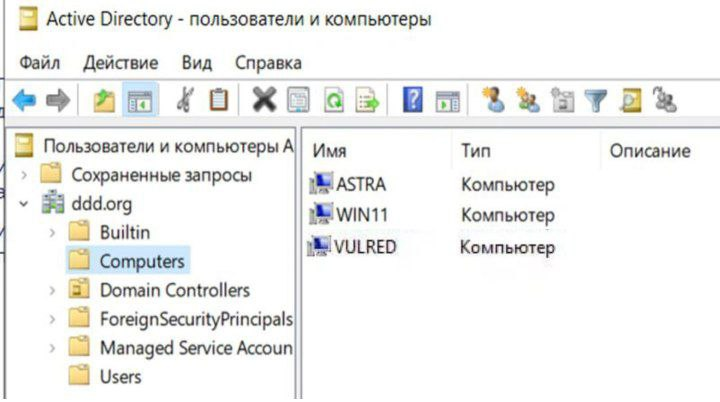 Active Directory - пользователи и компьютеры
Файл Действие Вид Справка
Пользователи и компьютеры A
Сохраненные запросы
ddd.org
Builtin
Computers
Domain Controllers
ForeignSecurityPrincipals
Managed Service Accoun
Users
Имя Тип Описание
ASTRA Компьютер
WIN11 Компьютер
VULRED Компьютер